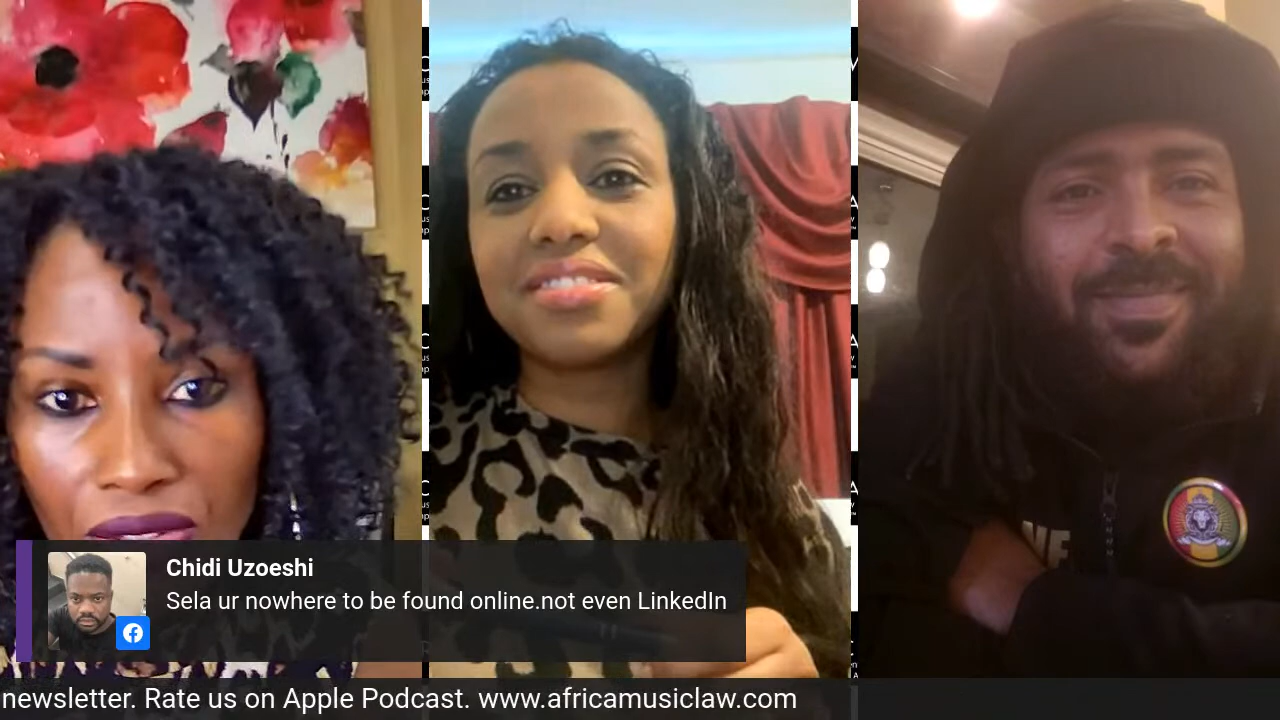 Chidi Uzoeshi
Sela ur nowhere to be found online.not even LinkedIn
newsletter. Rate us on Apple Podcast. www.africamusiclaw.com